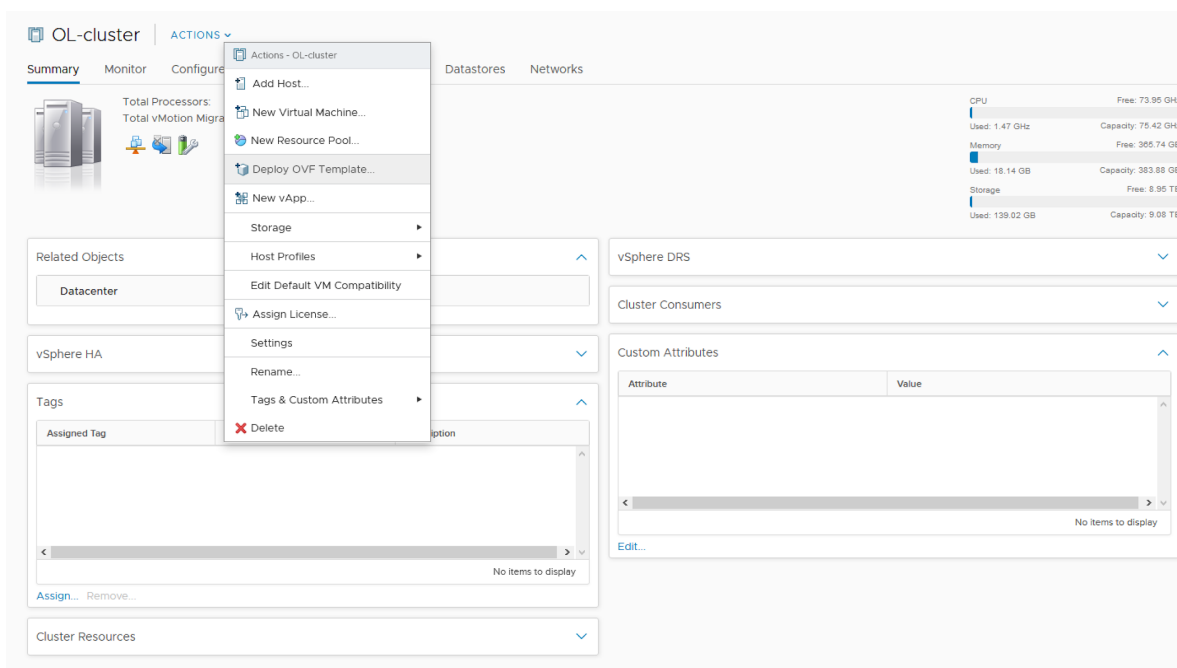 OL-cluster
ACTIONS
Actions - OL-cluster
Add Host...
New Virtual Machine...
New Resource Pool...
Deploy OVF Template...
New vApp...
Storage
Host Profiles
Edit Default VM Compatibility
Assign License...
Settings
Rename...
Tags & Custom Attributes
Delete
Summary Monitor Configure Datastores Networks
Total Processors:
Total vMotion Migra
CPU Free: 73.95 GH
Used: 1.47 GHz Capacity: 75.42 GH
Memory Free: 365.74 GB
Used: 18.14 GB Capacity: 383.88 GB
Storage Free: 8.95 TB
Used: 139.02 GB Capacity: 9.08 TB
Related Objects
Datacenter
vSphere HA
Tags
Assigned Tag iption
No items to display
Assign... Remove...
Cluster Resources
vSphere DRS
Cluster Consumers
Custom Attributes
Attribute Value
No items to display
Edit...